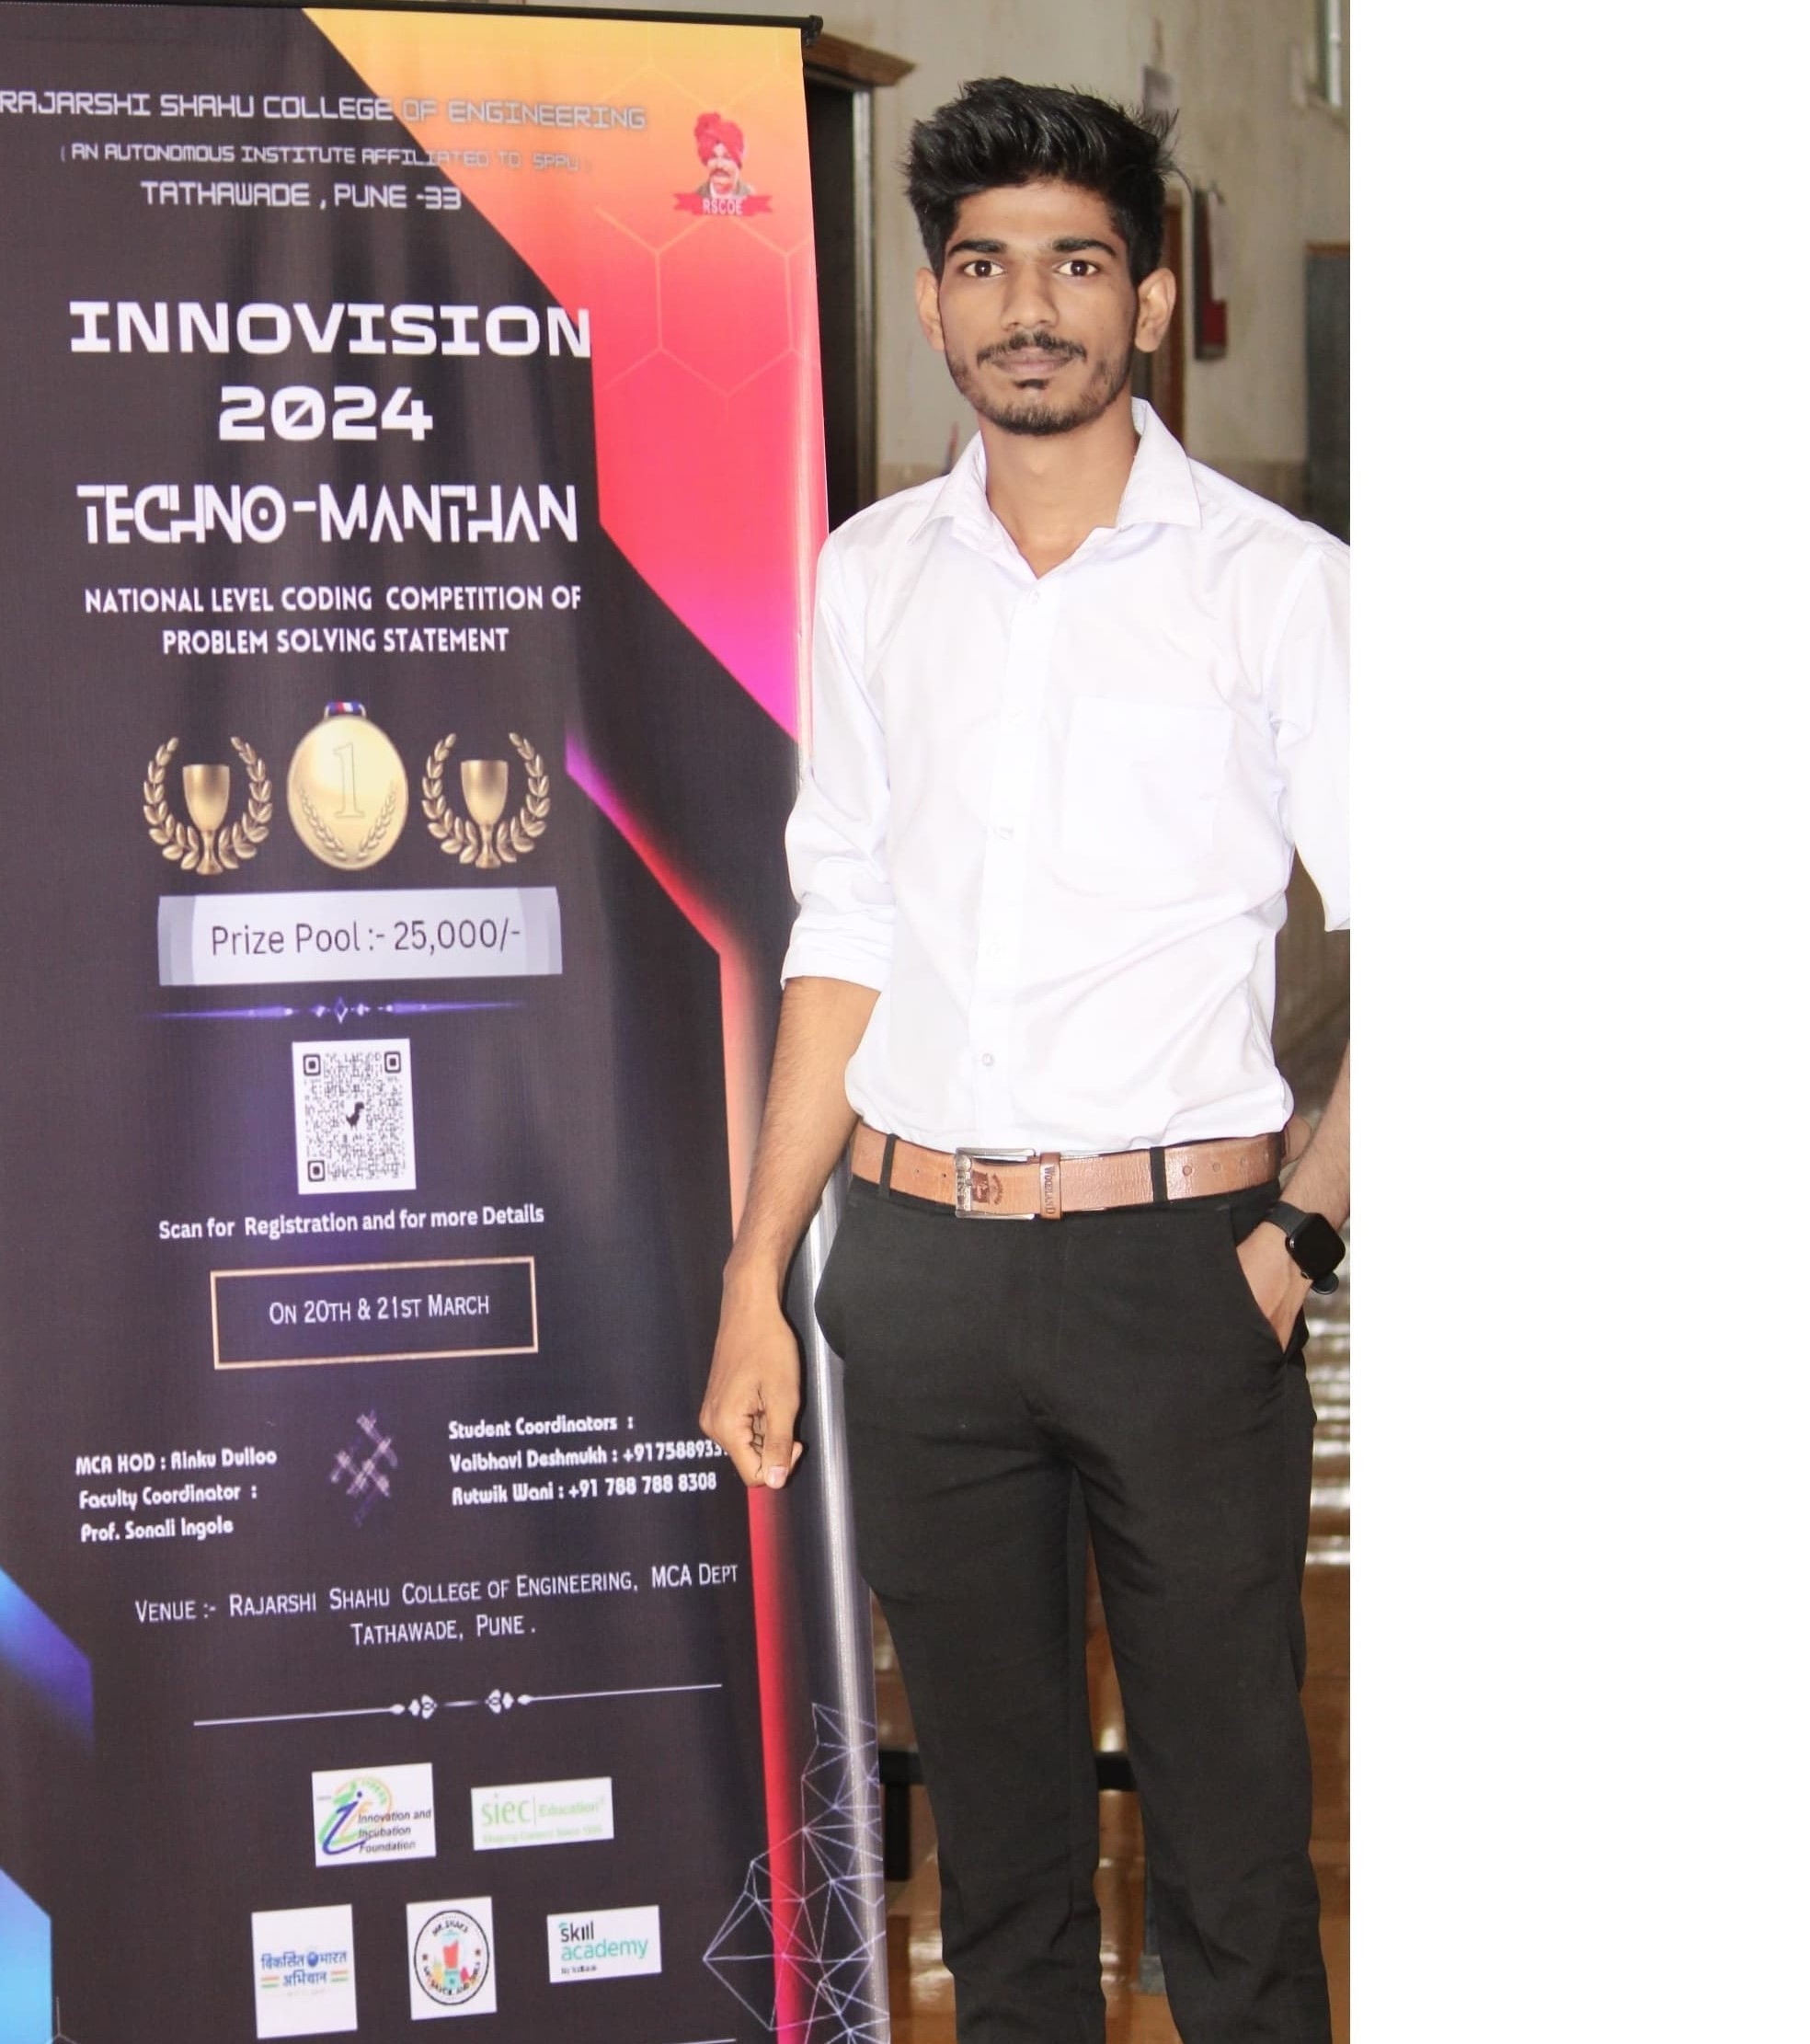 RAJARSHI SHAHU COLLEGE OF ENGINEERING
( AN AUTONOMOUS INSTITUTE AFFILIATED TO SPPU )
TATHAWADE , PUNE -33
RSCOE
INNOVISION
2024
TECHNO-MANTHAN
NATIONAL LEVEL CODING COMPETITION OF
PROBLEM SOLVING STATEMENT
1
Prize Pool :- 25,000/-
Scan for Registration and for more Details
ON 20TH & 21ST MARCH
MCA HOD : Rinku Dulloo
Faculty Coordinator :
Prof. Sonali Ingole
Student Coordinators :
Vaibhavi Deshmukh : +91 7588933
Rutwik Wani : +91 788 788 8308
VENUE :- RAJARSHI SHAHU COLLEGE OF ENGINEERING, MCA DEPT
TATHAWADE, PUNE .
Innovation and
Incubation
Foundation
siec Education
विकसित भारत
अभियान
skill
academy
WOODLAND